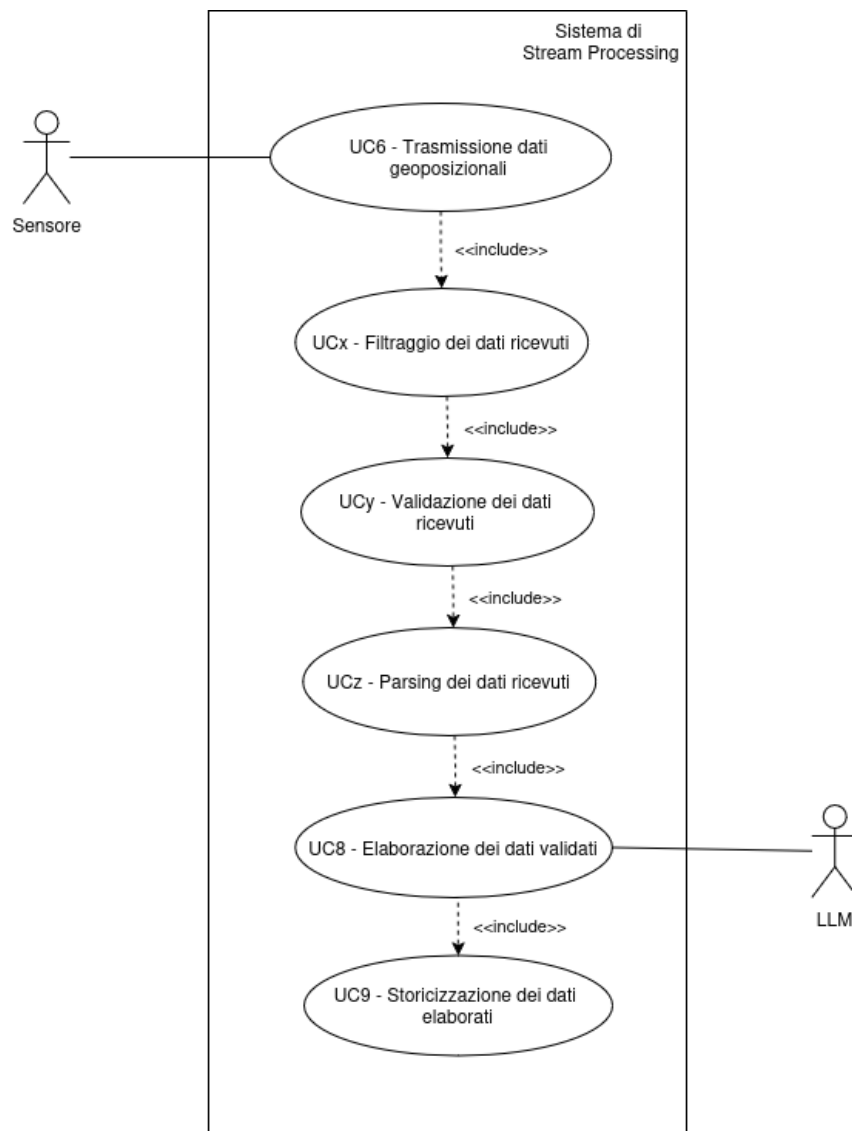 Sistema di
Stream Processing
UC6 - Trasmissione dati
geoposizionali
Sensore
<<include>>
UCx - Filtraggio dei dati ricevuti
<<include>>
UCy - Validazione dei dati
ricevuti
<<include>>
UCz - Parsing dei dati ricevuti
<<include>>
UC8 - Elaborazione dei dati validati
LLM
<<include>>
UC9 - Storicizzazione dei dati
elaborati